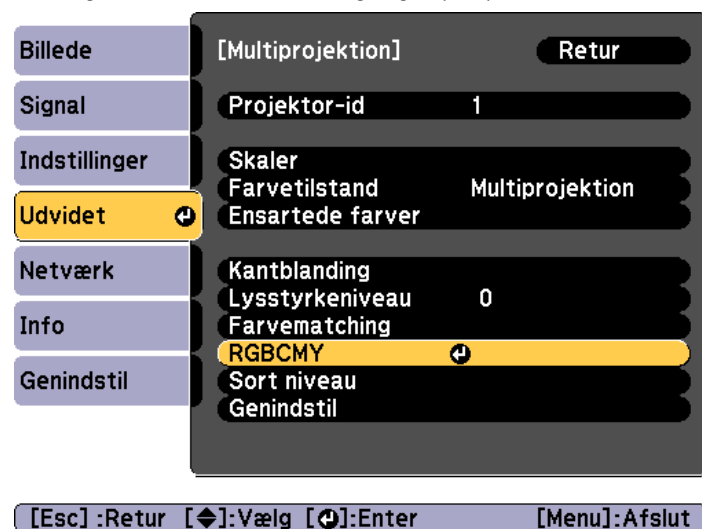 Billede
Signal
Indstillinger
Udvidet
Netværk
Info
Genindstil
[Multiprojektion] Retur
Projektor-id 1
Skaler
Farvetilstand Multiprojektion
Ensartede farver
Kantblanding
Lysstyrkeniveau 0
Farvematching
RGBCMY
Sort niveau
Genindstil
[Esc] :Retur [◆]:Vælg [⏎]:Enter [Menu]:Afslut